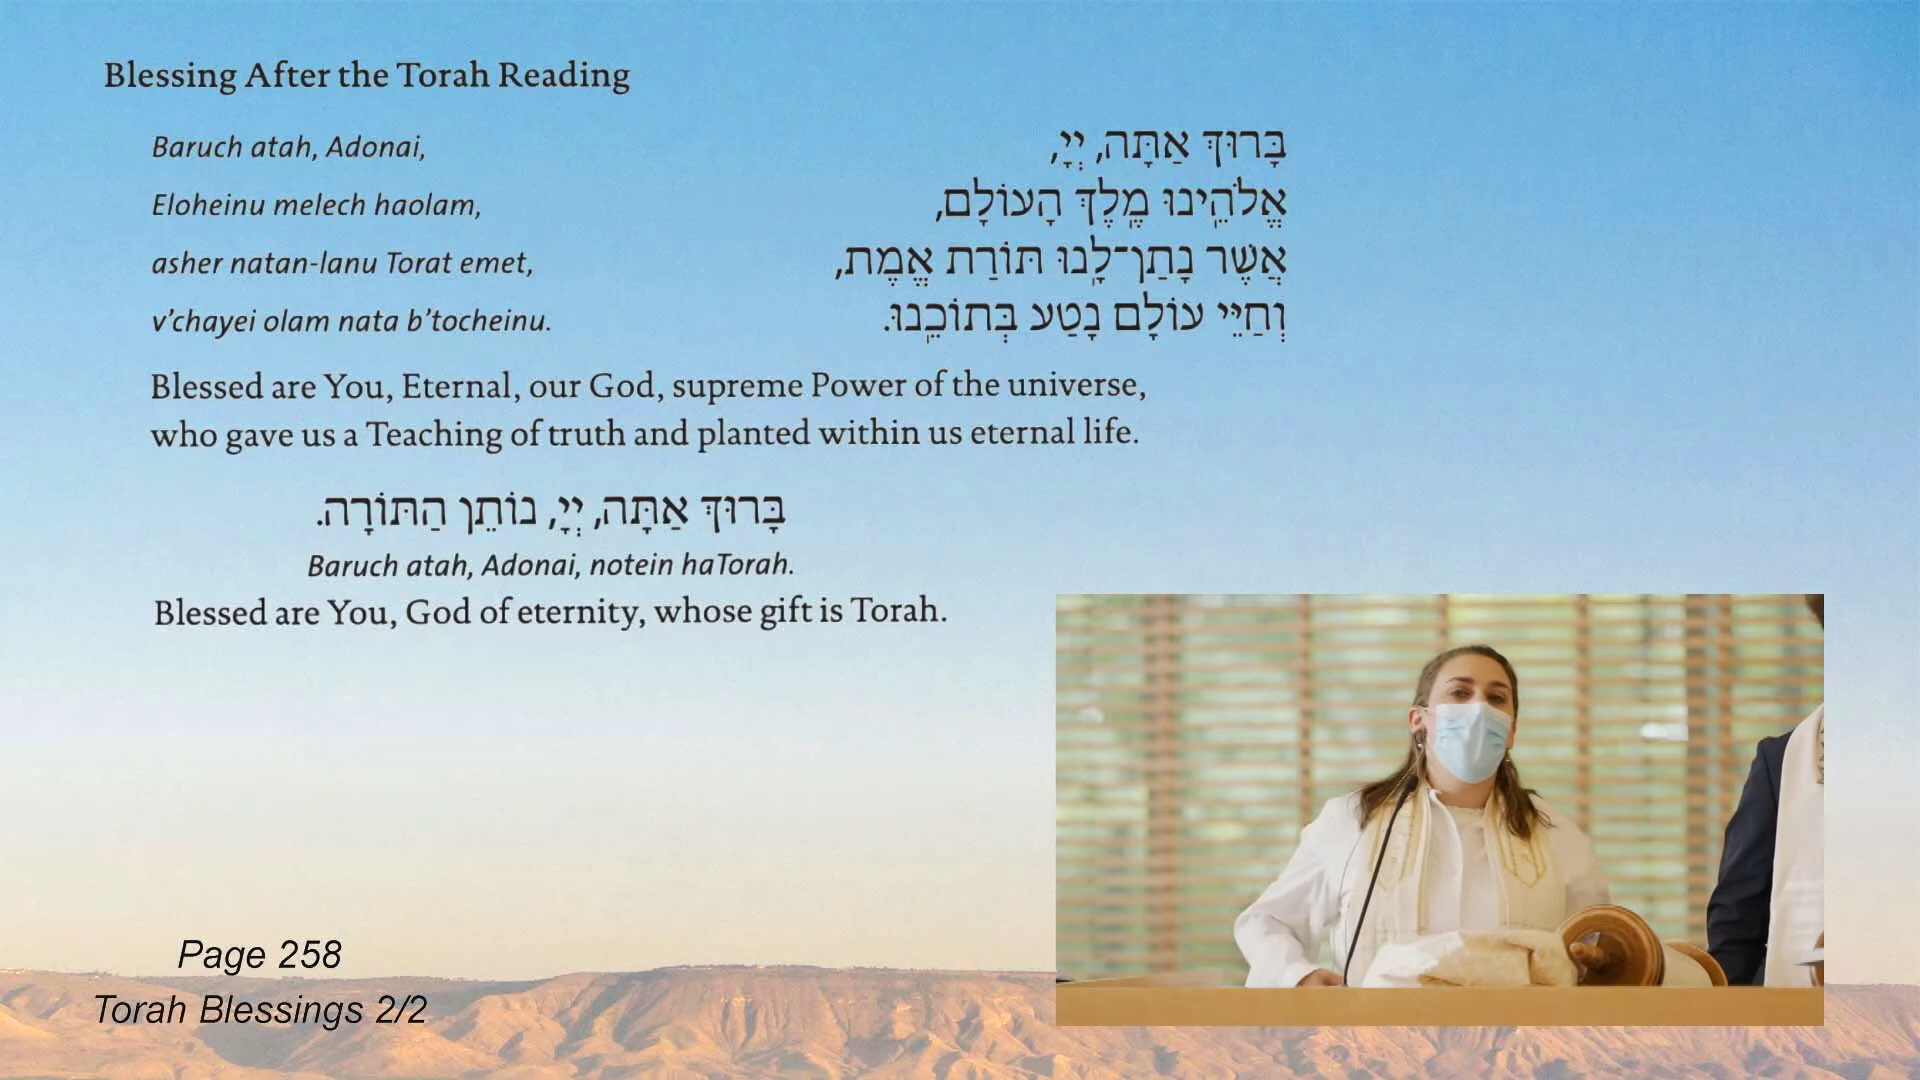 Blessing After the Torah Reading
Baruch atah, Adonai,
Eloheinu melech haolam,
asher natan-lanu Torat emet,
v’chayei olam nata b’tocheinu.
בָּרוּךְ אַתָּה, יְיָ,
אֱלֹהֵֽינוּ מֶֽלֶךְ הָעוֹלָם,
אֲשֶׁר נָתַן־לָֽנוּ תּוֹרַת אֱמֶת,
וְחַיֵּי עוֹלָם נָטַע בְּתוֹכֵֽנוּ.
Blessed are You, Eternal, our God, supreme Power of the universe,
who gave us a Teaching of truth and planted within us eternal life.
בָּרוּךְ אַתָּה, יְיָ, נוֹתֵן הַתּוֹרָה.
Baruch atah, Adonai, notein haTorah.
Blessed are You, God of eternity, whose gift is Torah.
Page 258
Torah Blessings 2/2